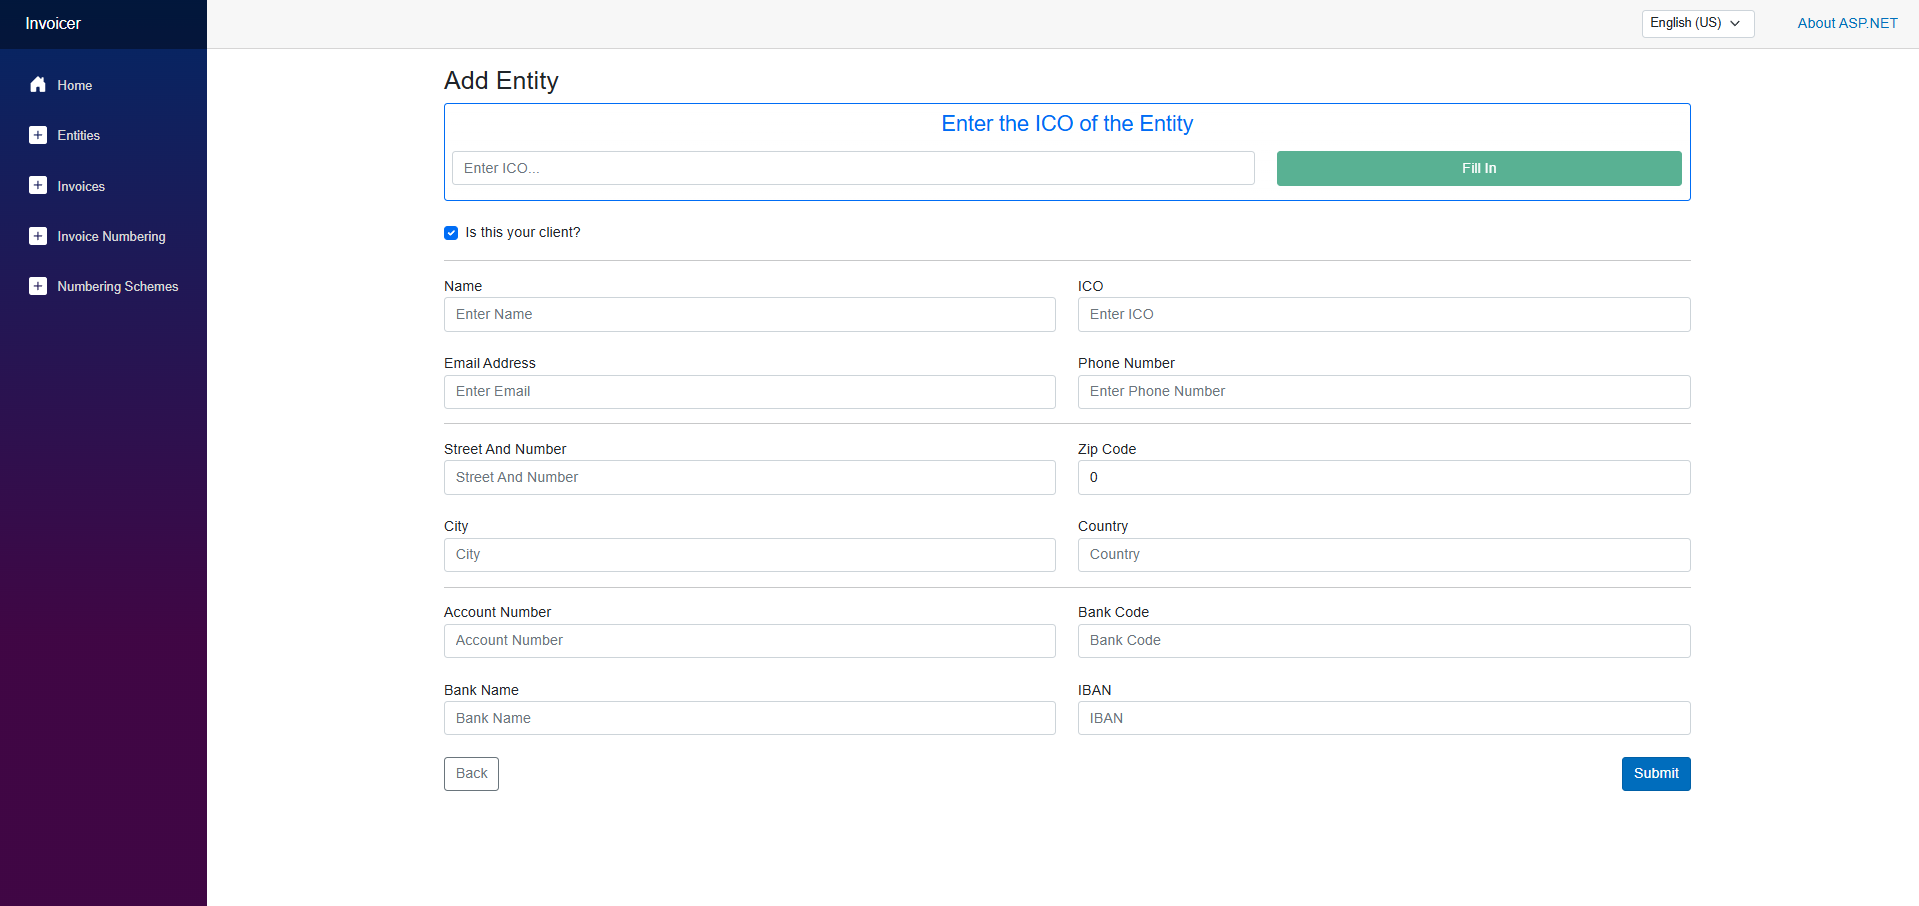 Invoicer
English (US)
About ASP.NET
Home
Entities
Invoices
Invoice Numbering
Numbering Schemes
Add Entity
Enter the ICO of the Entity
Enter ICO...
Fill In
Is this your client?
Name
ICO
Enter Name
Enter ICO
Email Address
Phone Number
Enter Email
Enter Phone Number
Street And Number
Zip Code
Street And Number
0
City
Country
City
Country
Account Number
Bank Code
Account Number
Bank Code
Bank Name
IBAN
Bank Name
IBAN
Back
Submit